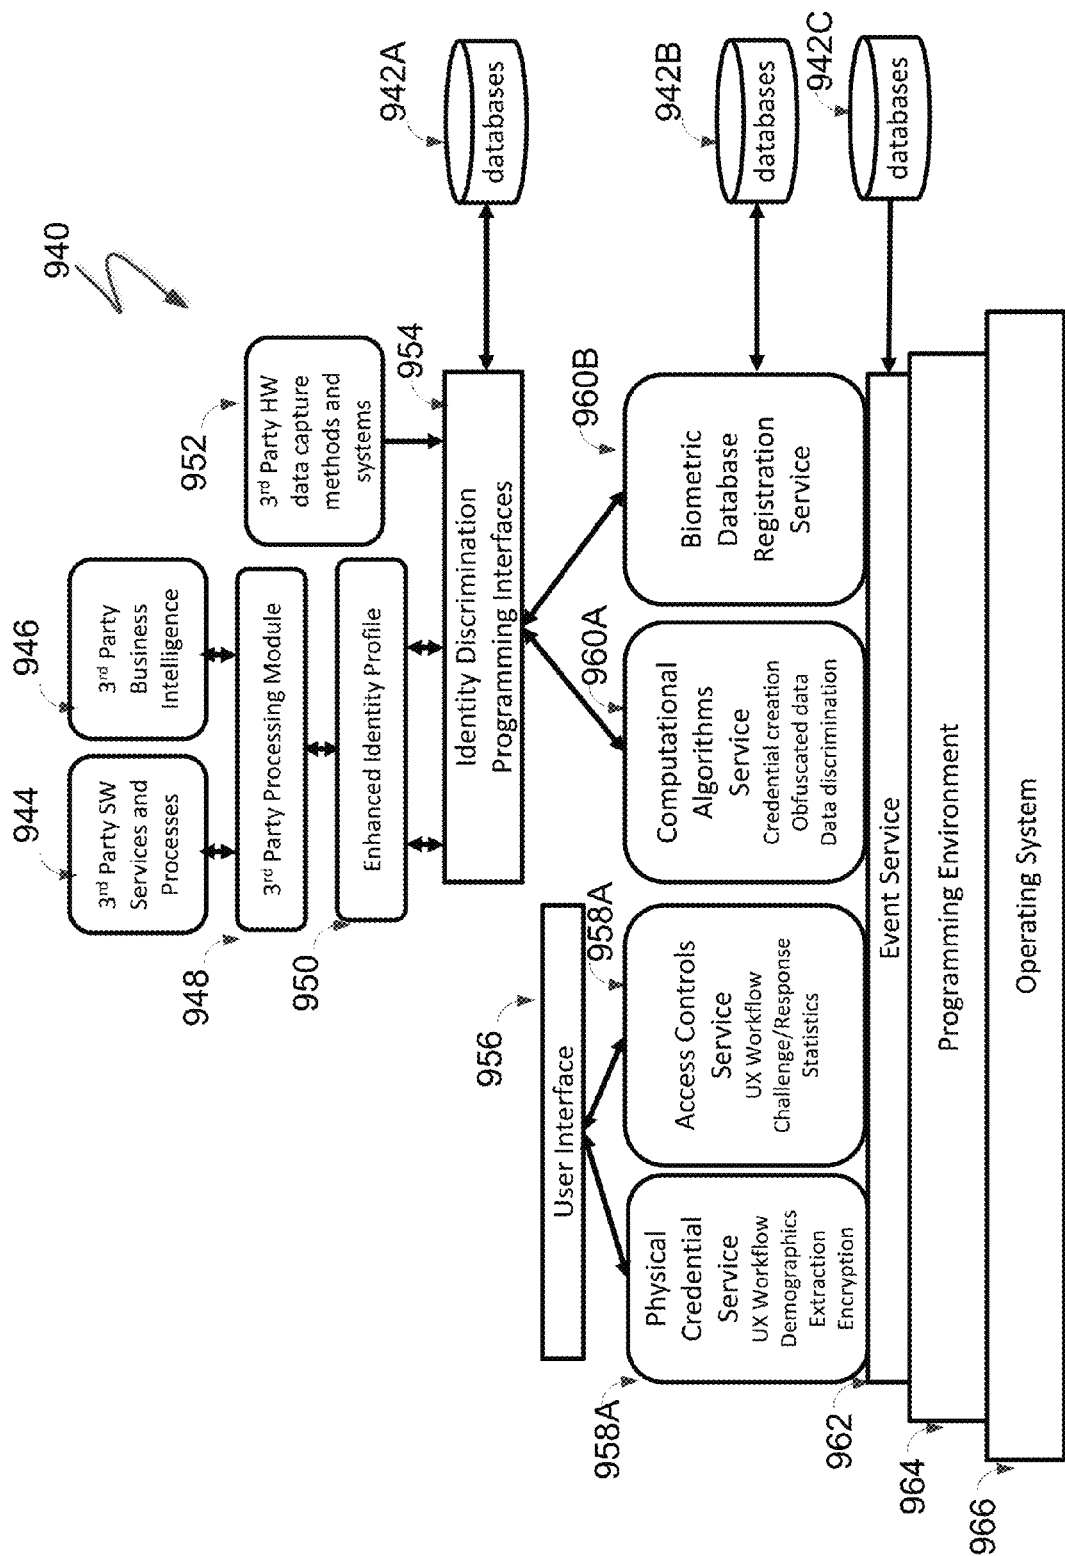 940
944
3rd Party SW
Services and
Processes
946
3rd Party
Business
Intelligence
948
3rd Party Processing Module
950
Enhanced Identity Profile
952
3rd Party HW
data capture
methods and
systems
954
Identity Discrimination
Programming Interfaces
942A
databases
956
User Interface
958A
Physical
Credential
Service
UX Workflow
Demographics
Extraction
Encryption
958A
Access Controls
Service
UX Workflow
Challenge/Response
Statistics
960A
Computational
Algorithms
Service
Credential creation
Obfuscated data
Data discrimination
960B
Biometric
Database
Registration
Service
942B
databases
942C
databases
962
Event Service
964
Programming Environment
966
Operating System